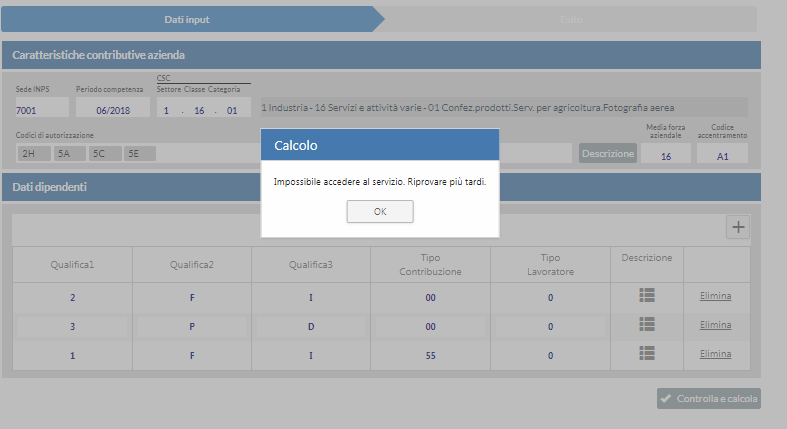 Dati input
Esito
Caratteristiche contributive azienda
CSC
Sede INPS Periodo competenza Settore Classe Categoria
7001 06/2018 1 . 16 . 01 1 Industria - 16 Servizi e attività varie - 01 Confez.prodotti.Serv. per agricoltura.Fotografia aerea
Codici di autorizzazione Media forza aziendale Codice accentramento
2H 5A 5C 5E Descrizione 16 A1
Calcolo
Impossibile accedere al servizio. Riprovare più tardi.
OK
Dati dipendenti
+
Qualifica1 Qualifica2 Qualifica3 Tipo Contribuzione Tipo Lavoratore Descrizione
2 F I 00 0 Elimina
3 P D 00 0 Elimina
1 F I 55 0 Elimina
Controlla e calcola